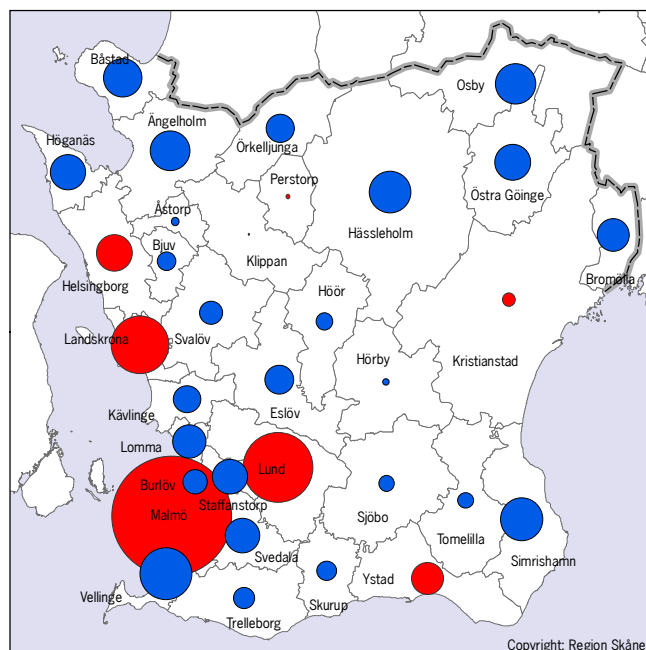 Båstad
Osby
Ängelholm
Höganäs
Örkelljunga
Perstorp
Östra Göinge
Åstorp
Hässleholm
Bjuv
Klippan
Helsingborg
Höör
Bromölla
Landskrona
Svalöv
Hörby
Kristianstad
Kävlinge
Eslöv
Lomma
Lund
Burlöv
Staffanstorp
Malmö
Sjöbo
Tomelilla
Svedala
Simrishamn
Vellinge
Ystad
Skurup
Trelleborg
Copyright: Region Skåne